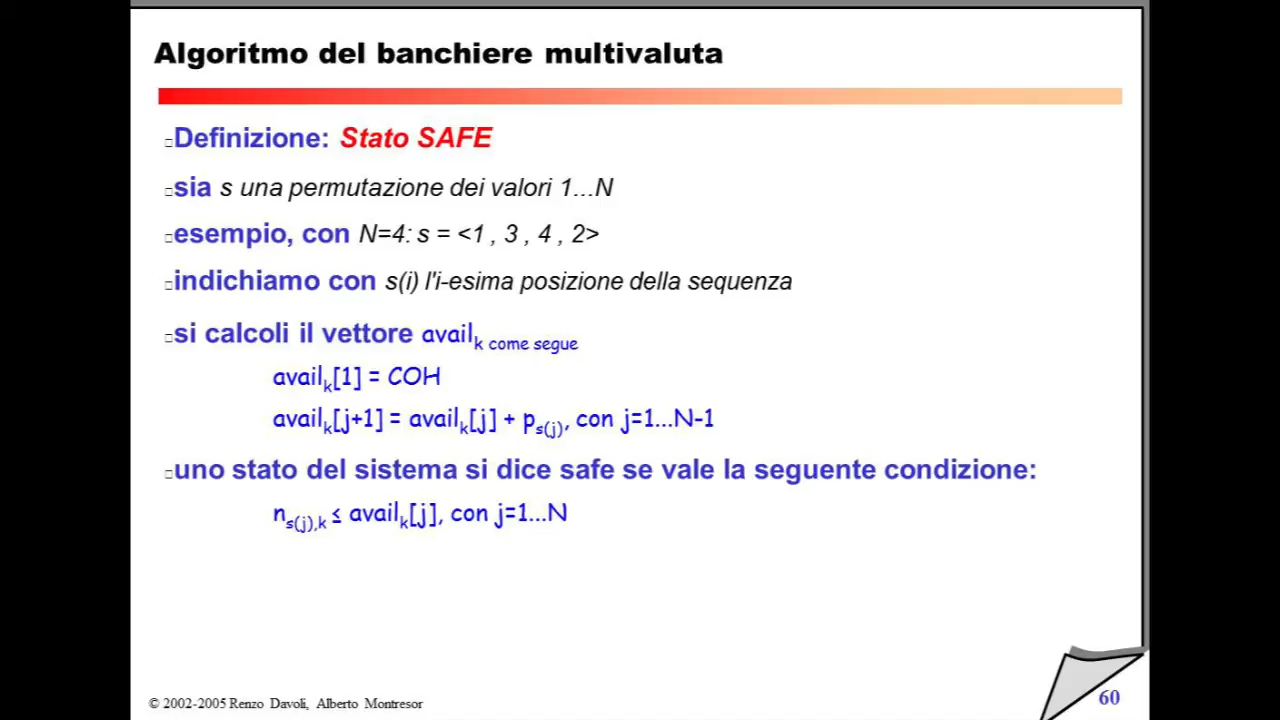 Algoritmo del banchiere multivaluta
Definizione: Stato SAFE
sia s una permutazione dei valori 1...N
esempio, con N=4: s = <1 , 3 , 4 , 2>
indichiamo con s(i) l'i-esima posizione della sequenza
si calcoli il vettore availk come segue
availk[1] = COH
availk[j+1] = availk[j] + ps(j), con j=1...N-1
uno stato del sistema si dice safe se vale la seguente condizione:
ns(j),k ≤ availk[j], con j=1...N
© 2002-2005 Renzo Davoli, Alberto Montresor
60